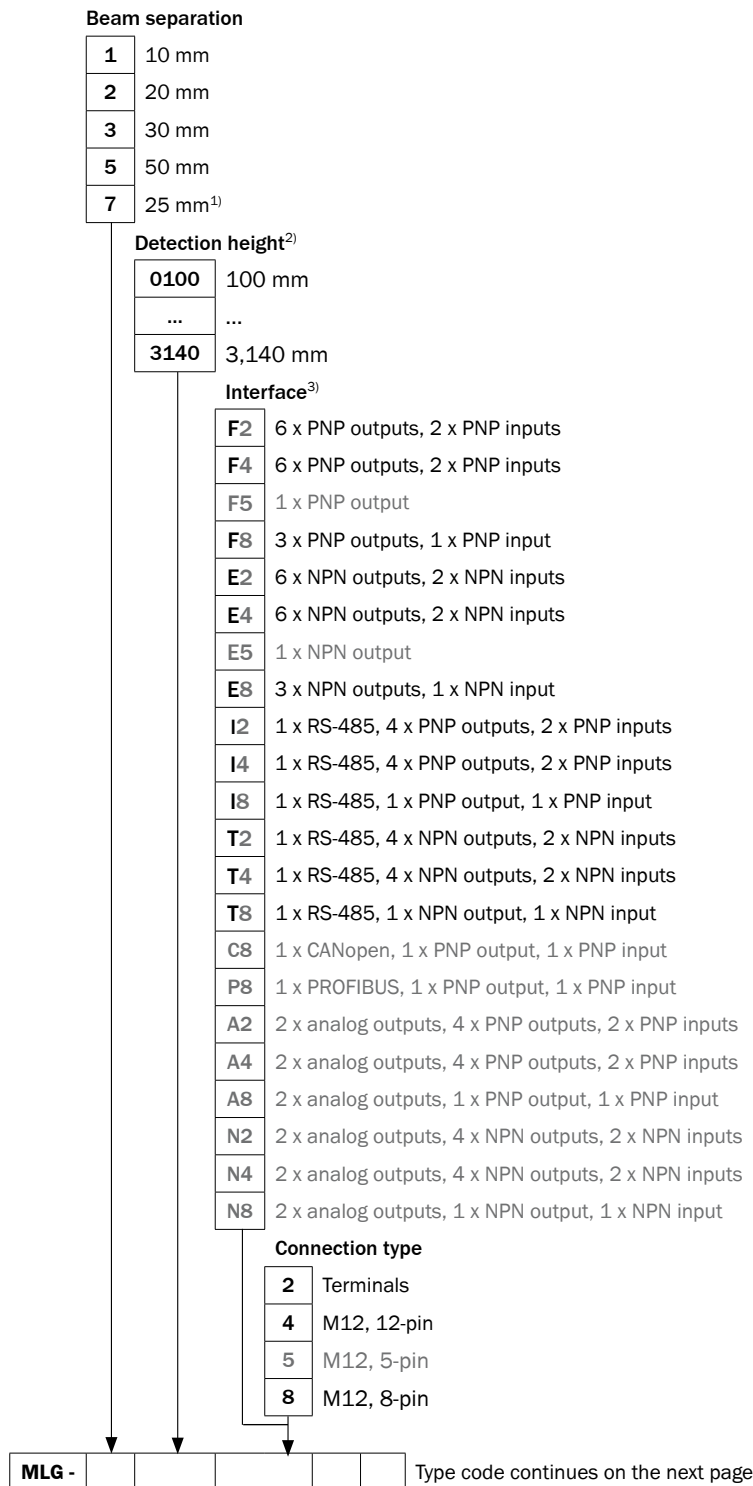 Beam separation
1 10 mm
2 20 mm
3 30 mm
5 50 mm
7 25 mm1)
Detection height2)
0100 100 mm
... ...
3140 3,140 mm
Interface3)
F2 6 x PNP outputs, 2 x PNP inputs
F4 6 x PNP outputs, 2 x PNP inputs
F5 1 x PNP output
F8 3 x PNP outputs, 1 x PNP input
E2 6 x NPN outputs, 2 x NPN inputs
E4 6 x NPN outputs, 2 x NPN inputs
E5 1 x NPN output
E8 3 x NPN outputs, 1 x NPN input
I2 1 x RS-485, 4 x PNP outputs, 2 x PNP inputs
I4 1 x RS-485, 4 x PNP outputs, 2 x PNP inputs
I8 1 x RS-485, 1 x PNP output, 1 x PNP input
T2 1 x RS-485, 4 x NPN outputs, 2 x NPN inputs
T4 1 x RS-485, 4 x NPN outputs, 2 x NPN inputs
T8 1 x RS-485, 1 x NPN output, 1 x NPN input
C8 1 x CANopen, 1 x PNP output, 1 x PNP input
P8 1 x PROFIBUS, 1 x PNP output, 1 x PNP input
A2 2 x analog outputs, 4 x PNP outputs, 2 x PNP inputs
A4 2 x analog outputs, 4 x PNP outputs, 2 x PNP inputs
A8 2 x analog outputs, 1 x PNP output, 1 x PNP input
N2 2 x analog outputs, 4 x NPN outputs, 2 x NPN inputs
N4 2 x analog outputs, 4 x NPN outputs, 2 x NPN inputs
N8 2 x analog outputs, 1 x NPN output, 1 x NPN input
Connection type
2 Terminals
4 M12, 12-pin
5 M12, 5-pin
8 M12, 8-pin
MLG - Type code continues on the next page